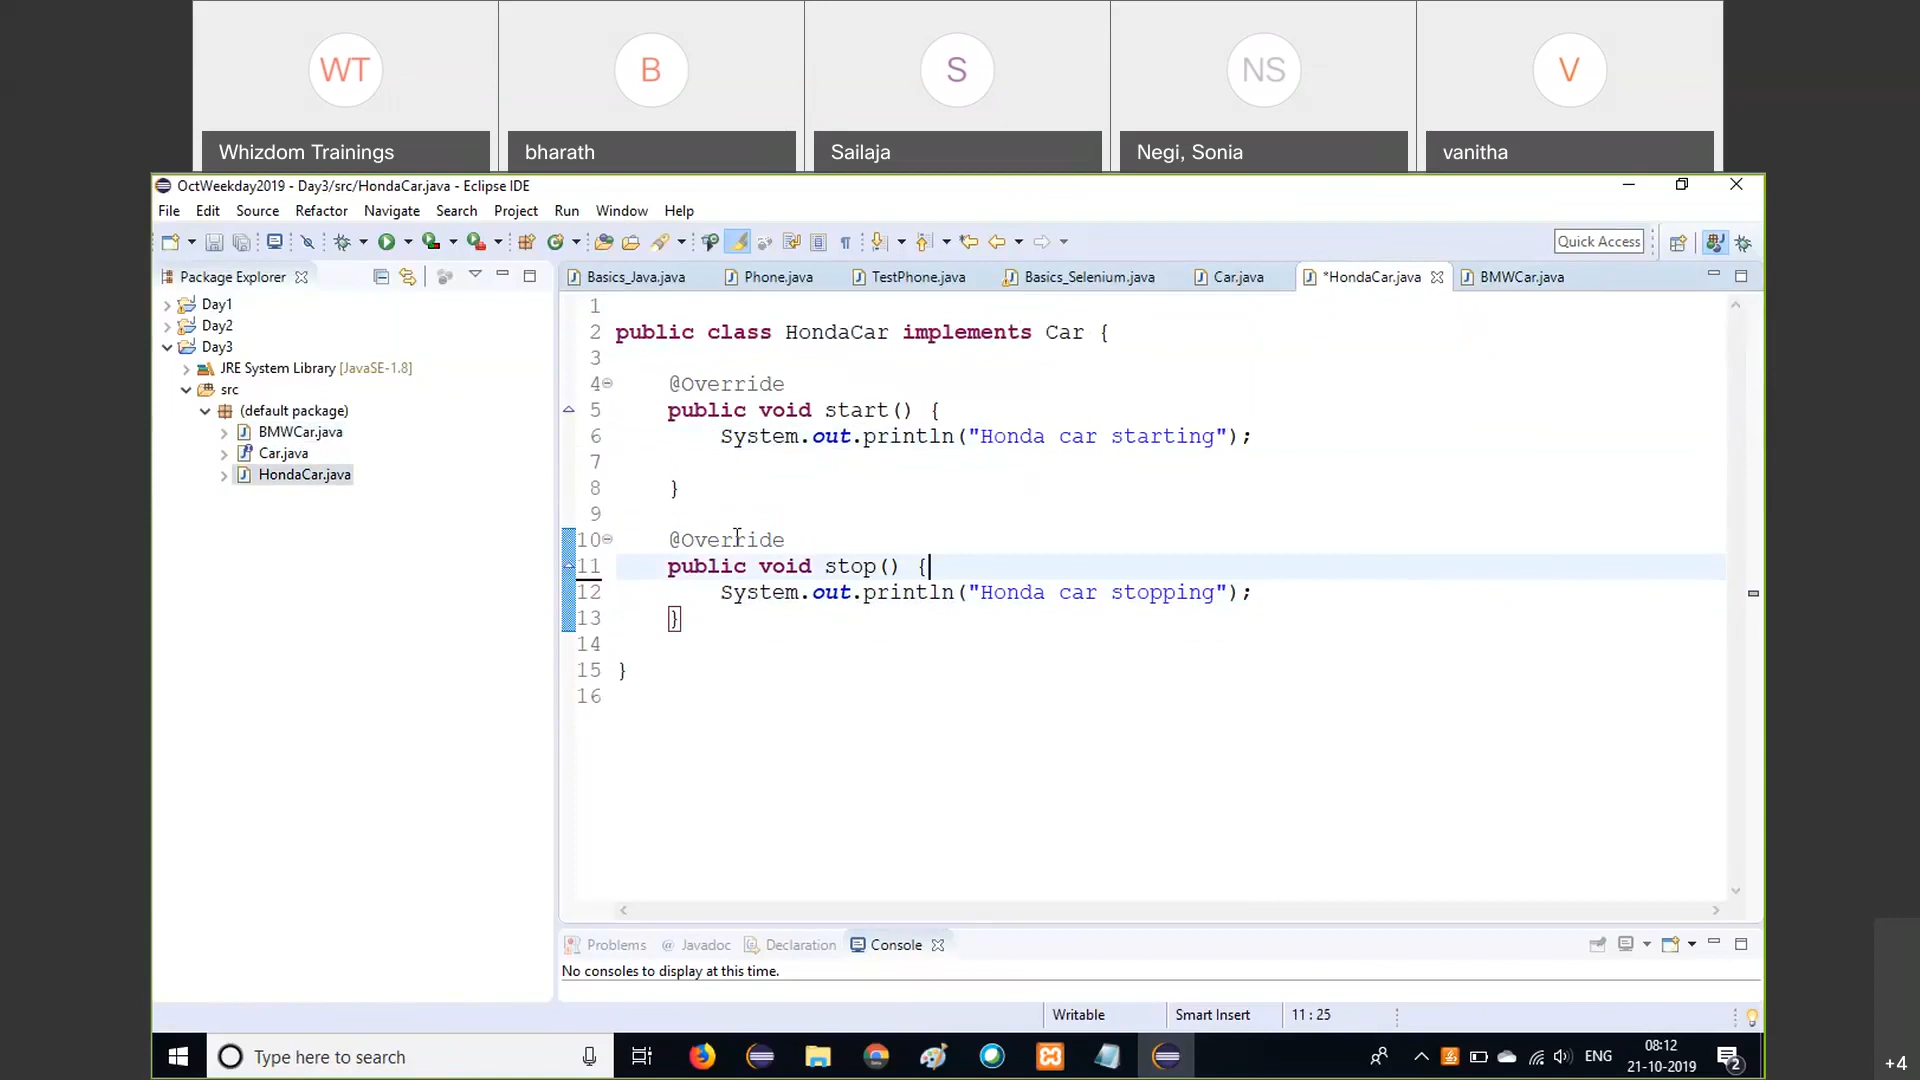 WT B S NS V
Whizdom Trainings bharath Sailaja Negi, Sonia vanitha
OctWeekday2019 - Day3/src/HondaCar.java - Eclipse IDE
File Edit Source Refactor Navigate Search Project Run Window Help
Quick Access
Package Explorer
Basics_Java.java Phone.java TestPhone.java Basics_Selenium.java Car.java *HondaCar.java BMWCar.java
Day1
Day2
Day3
JRE System Library [JavaSE-1.8]
src
(default package)
BMWCar.java
Car.java
HondaCar.java
1
2 public class HondaCar implements Car {
3
4 @Override
5 public void start() {
6 System.out.println("Honda car starting");
7
8 }
9
10 @Override
11 public void stop() {
12 System.out.println("Honda car stopping");
13 }
14
15 }
16
Problems @ Javadoc Declaration Console
No consoles to display at this time.
Writable Smart Insert 11 : 25
Type here to search
ENG
08:12
21-10-2019
2
+4